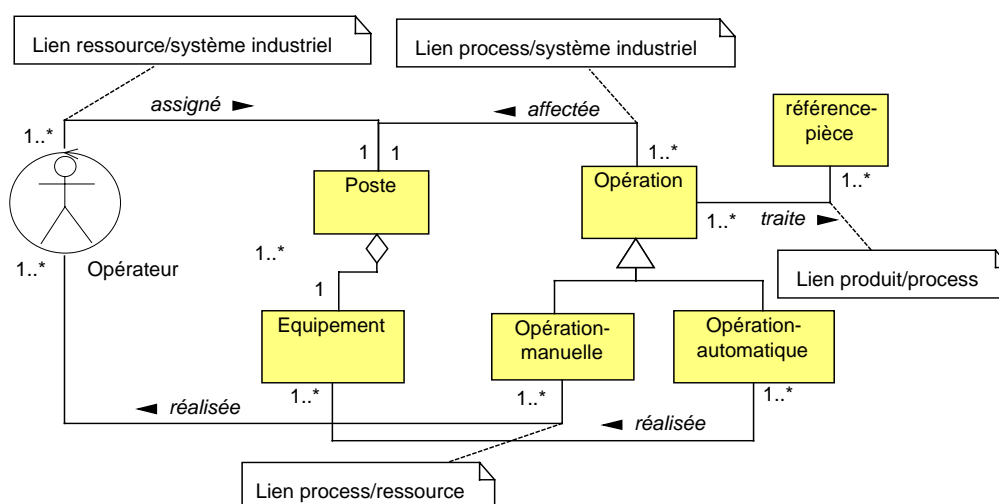 Lien ressource/système industriel
Lien process/système industriel
assigné
affectée
référence-
pièce
1..*
1
1
1..*
1..*
Poste
Opération
1..*
traite
1..*
Opérateur
1..*
Lien produit/process
1
Equipement
Opération-
manuelle
Opération-
automatique
1..*
1..*
1..*
réalisée
réalisée
Lien process/ressource